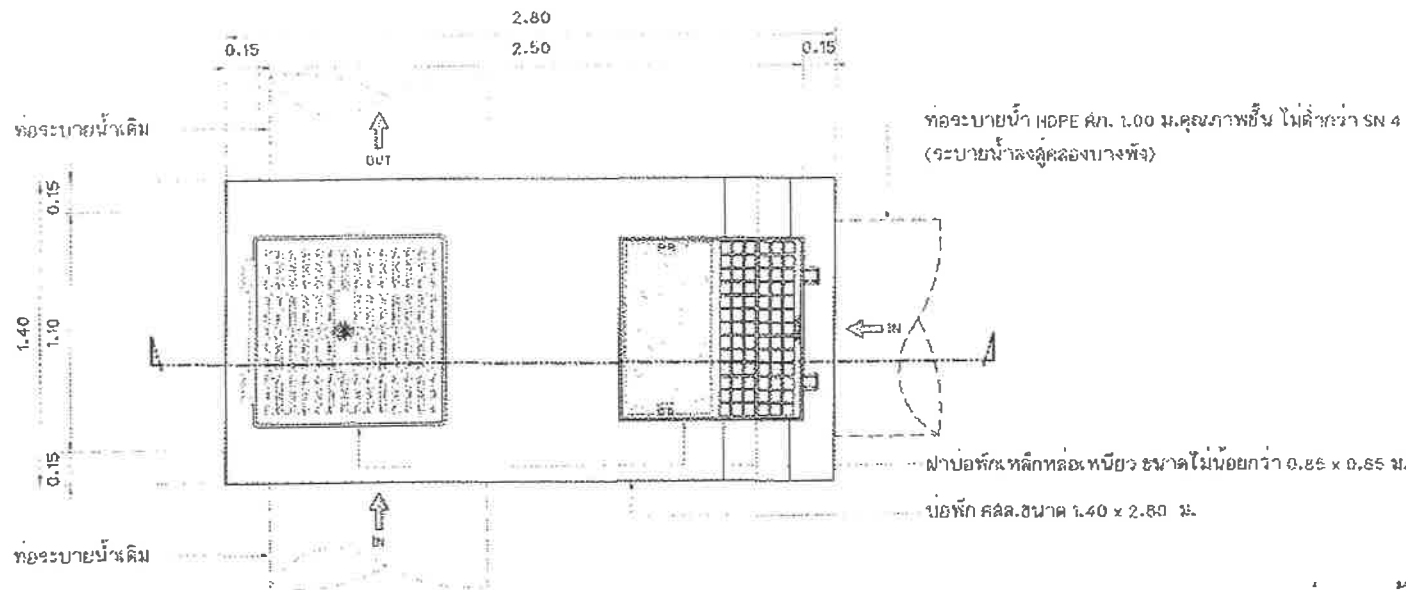 2.80
0.15 2.50 0.15
ท่อระบายน้ำเดิม
OUT
ท่อระบายน้ำ HDPE ศก. 1.00 ม.คุณภาพชั้น ไม่ต่ำกว่า SN 4
(ระบายน้ำลงสู่คลองบางพัง)
0.15
1.40
1.10
IN
0.15
ฝาบ่อพักเหล็กหล่อเหนียว ขนาดไม่น้อยกว่า 0.85 x 0.85 ม.
บ่อพัก คสล.ขนาด 1.40 x 2.80 ม.
IN
ท่อระบายน้ำเดิม